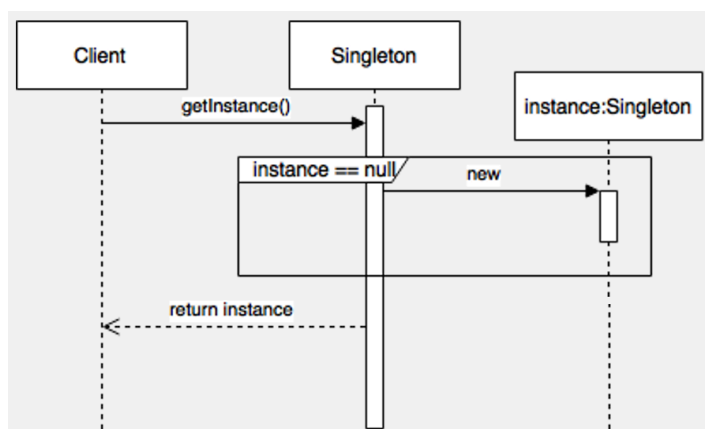 Client
Singleton
instance:Singleton
getInstance()
instance == null
new
return instance